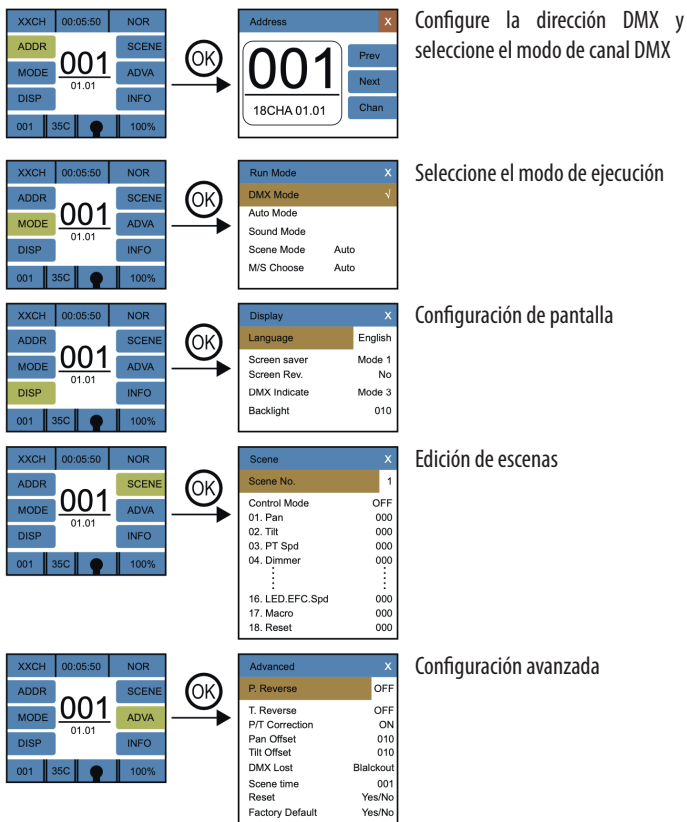 XXCH 00:05:50 NOR
ADDR SCENE
MODE 001 ADVA
01.01
DISP INFO
001 35C 100%
OK
Address X
001 Prev
Next
18CHA 01.01 Chan
Configure la dirección DMX y
seleccione el modo de canal DMX
XXCH 00:05:50 NOR
ADDR SCENE
MODE 001 ADVA
01.01
DISP INFO
001 35C 100%
OK
Run Mode X
DMX Mode √
Auto Mode
Sound Mode
Scene Mode Auto
M/S Choose Auto
Seleccione el modo de ejecución
XXCH 00:05:50 NOR
ADDR SCENE
MODE 001 ADVA
01.01
DISP INFO
001 35C 100%
OK
Display X
Language English
Screen saver Mode 1
Screen Rev. No
DMX Indicate Mode 3
Backlight 010
Configuración de pantalla
XXCH 00:05:50 NOR
ADDR SCENE
MODE 001 ADVA
01.01
DISP INFO
001 35C 100%
OK
Scene X
Scene No. 1
Control Mode OFF
01. Pan 000
02. Tilt 000
03. PT Spd 000
04. Dimmer 000
16. LED.EFC.Spd 000
17. Macro 000
18. Reset 000
Edición de escenas
XXCH 00:05:50 NOR
ADDR SCENE
MODE 001 ADVA
01.01
DISP INFO
001 35C 100%
OK
Advanced X
P. Reverse OFF
T. Reverse OFF
P/T Correction ON
Pan Offset 010
Tilt Offset 010
DMX Lost Blalckout
Scene time 001
Reset Yes/No
Factory Default Yes/No
Configuración avanzada